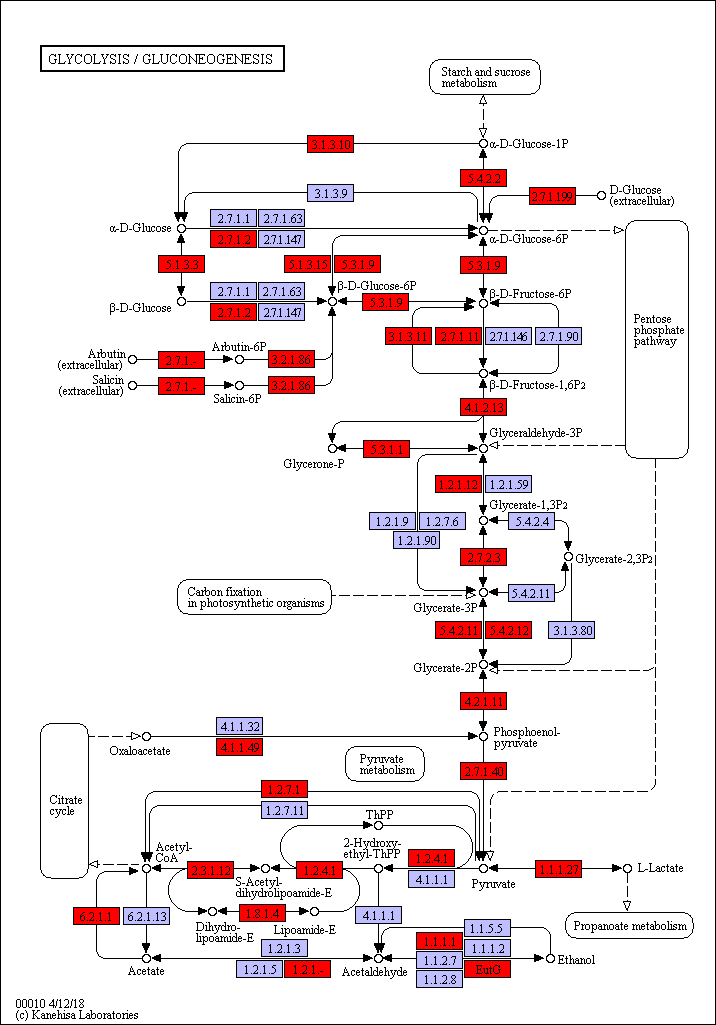 GLYCOLYSIS / GLUCONEOGENESIS
Starch and sucrose
metabolism
3.1.3.10
α-D-Glucose-1P
5.4.2.2
3.1.3.9
2.7.1.199
D-Glucose
(extracellular)
2.7.1.1
2.7.1.63
α-D-Glucose
2.7.1.2
2.7.1.147
α-D-Glucose-6P
5.1.3.3
5.1.3.15
5.3.1.9
5.3.1.9
β-D-Glucose-6P
2.7.1.1
2.7.1.63
β-D-Glucose
2.7.1.2
2.7.1.147
5.3.1.9
β-D-Fructose-6P
Pentose
phosphate
pathway
3.1.3.11
2.7.1.11
2.7.1.146
2.7.1.90
Arbutin
(extracellular)
2.7.1.-
Arbutin-6P
3.2.1.86
Salicin
(extracellular)
2.7.1.-
Salicin-6P
3.2.1.86
β-D-Fructose-1,6P2
4.1.2.13
Glyceraldehyde-3P
Glycerone-P
5.3.1.1
1.2.1.12
1.2.1.59
Glycerate-1,3P2
1.2.1.9
1.2.7.6
1.2.1.90
5.4.2.4
2.7.2.3
Glycerate-2,3P2
Carbon fixation
in photosynthetic organisms
5.4.2.11
Glycerate-3P
5.4.2.11
5.4.2.12
3.1.3.80
Glycerate-2P
4.2.1.11
4.1.1.32
Oxaloacetate
4.1.1.49
Phosphoenol-
pyruvate
Pyruvate
metabolism
2.7.1.40
Citrate
cycle
1.2.7.1
1.2.7.11
ThPP
Acetyl-
CoA
2-Hydroxy-
ethyl-ThPP
2.3.1.12
1.2.4.1
1.2.4.1
4.1.1.1
1.1.1.27
L-Lactate
S-Acetyl-
dihydrolipoamide-E
Pyruvate
6.2.1.1
6.2.1.13
1.8.1.4
4.1.1.1
Dihydro-
lipoamide-E
Lipoamide-E
Propanoate metabolism
1.1.5.5
1.2.1.3
1.1.1.1
1.1.1.2
Acetate
1.2.1.5
1.2.1.-
Acetaldehyde
1.1.2.7
Ethanol
1.1.2.8
EutG
00010 4/12/18
(c) Kanehisa Laboratories